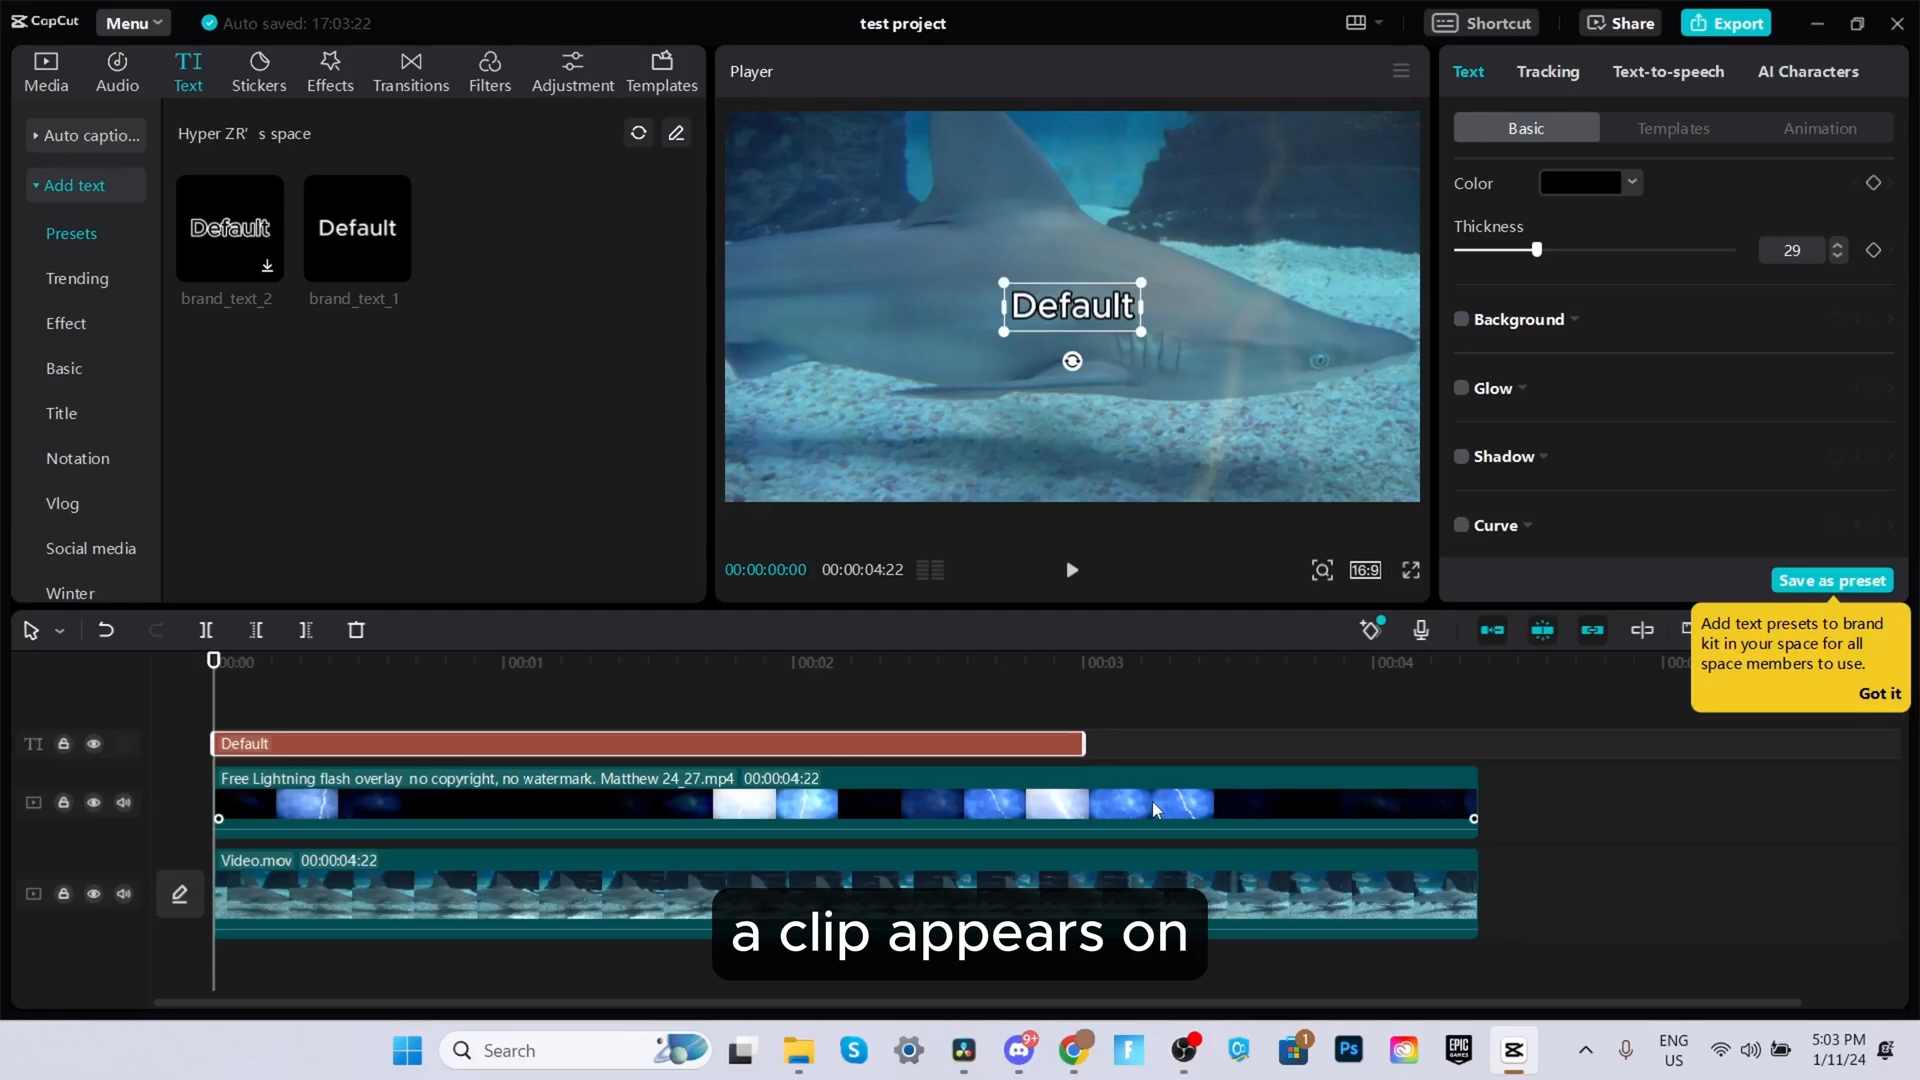 CapCut
Menu
Auto saved: 17:03:22
test project
Shortcut
Share
Export
Media
Audio
TI
Text
Stickers
Effects
Transitions
Filters
Adjustment
Templates
Player
Text
Tracking
Text-to-speech
AI Characters
Auto captio...
Add text
Presets
Trending
Effect
Basic
Title
Notation
Vlog
Social media
Winter
Hyper ZR' s space
Default
Default
brand_text_2
brand_text_1
Default
00:00:00:00
00:00:04:22
16:9
Basic
Templates
Animation
Color
Thickness
29
Background
Glow
Shadow
Curve
Save as preset
Add text presets to brand
kit in your space for all
space members to use.
Got it
00:00
00:01
00:02
00:03
00:04
TI
Default
Free Lightning flash overlay no copyright, no watermark. Matthew 24_27.mp4 00:00:04:22
Video.mov 00:00:04:22
a clip appears on
Search
9+
F
1
Ps
EPIC
GAMES
ENG
US
5:03 PM
1/11/24